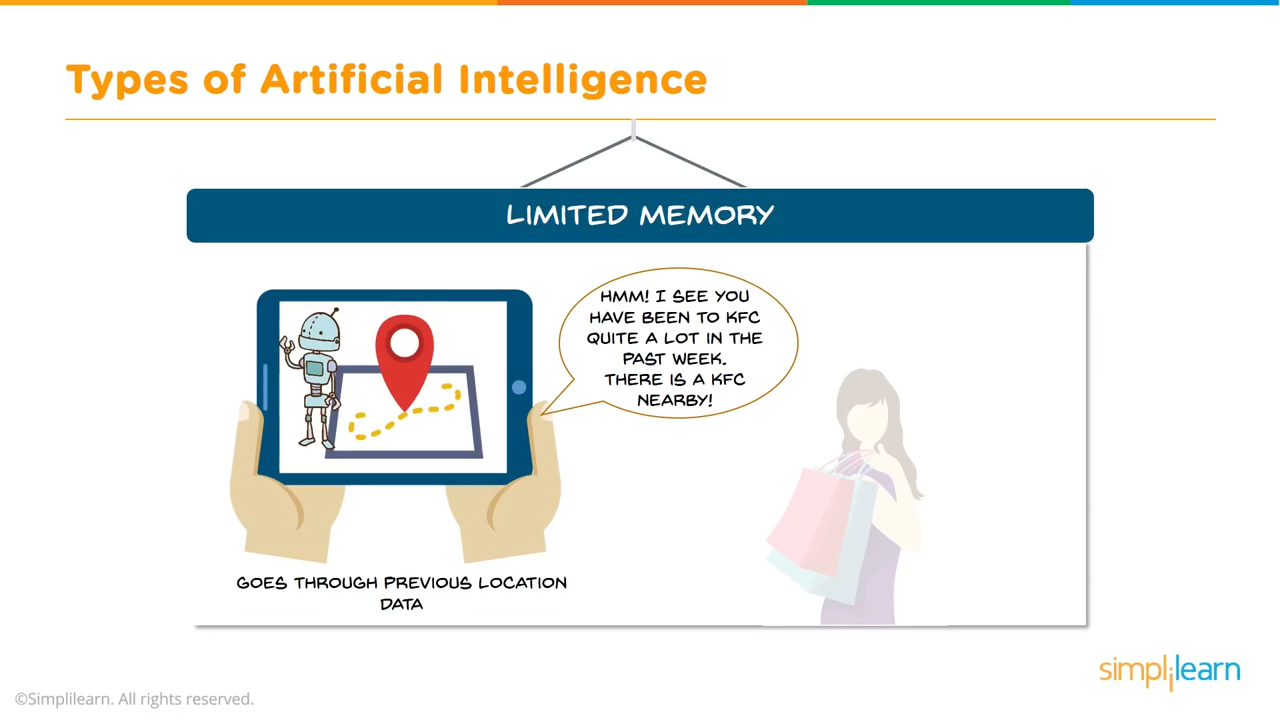 Types of Artificial Intelligence
LIMITED MEMORY
HMM! I SEE YOU
HAVE BEEN TO KFC
QUITE A LOT IN THE
PAST WEEK.
THERE IS A KFC
NEARBY!
GOES THROUGH PREVIOUS LOCATION
DATA
simplilearn
©Simplilearn. All rights reserved.